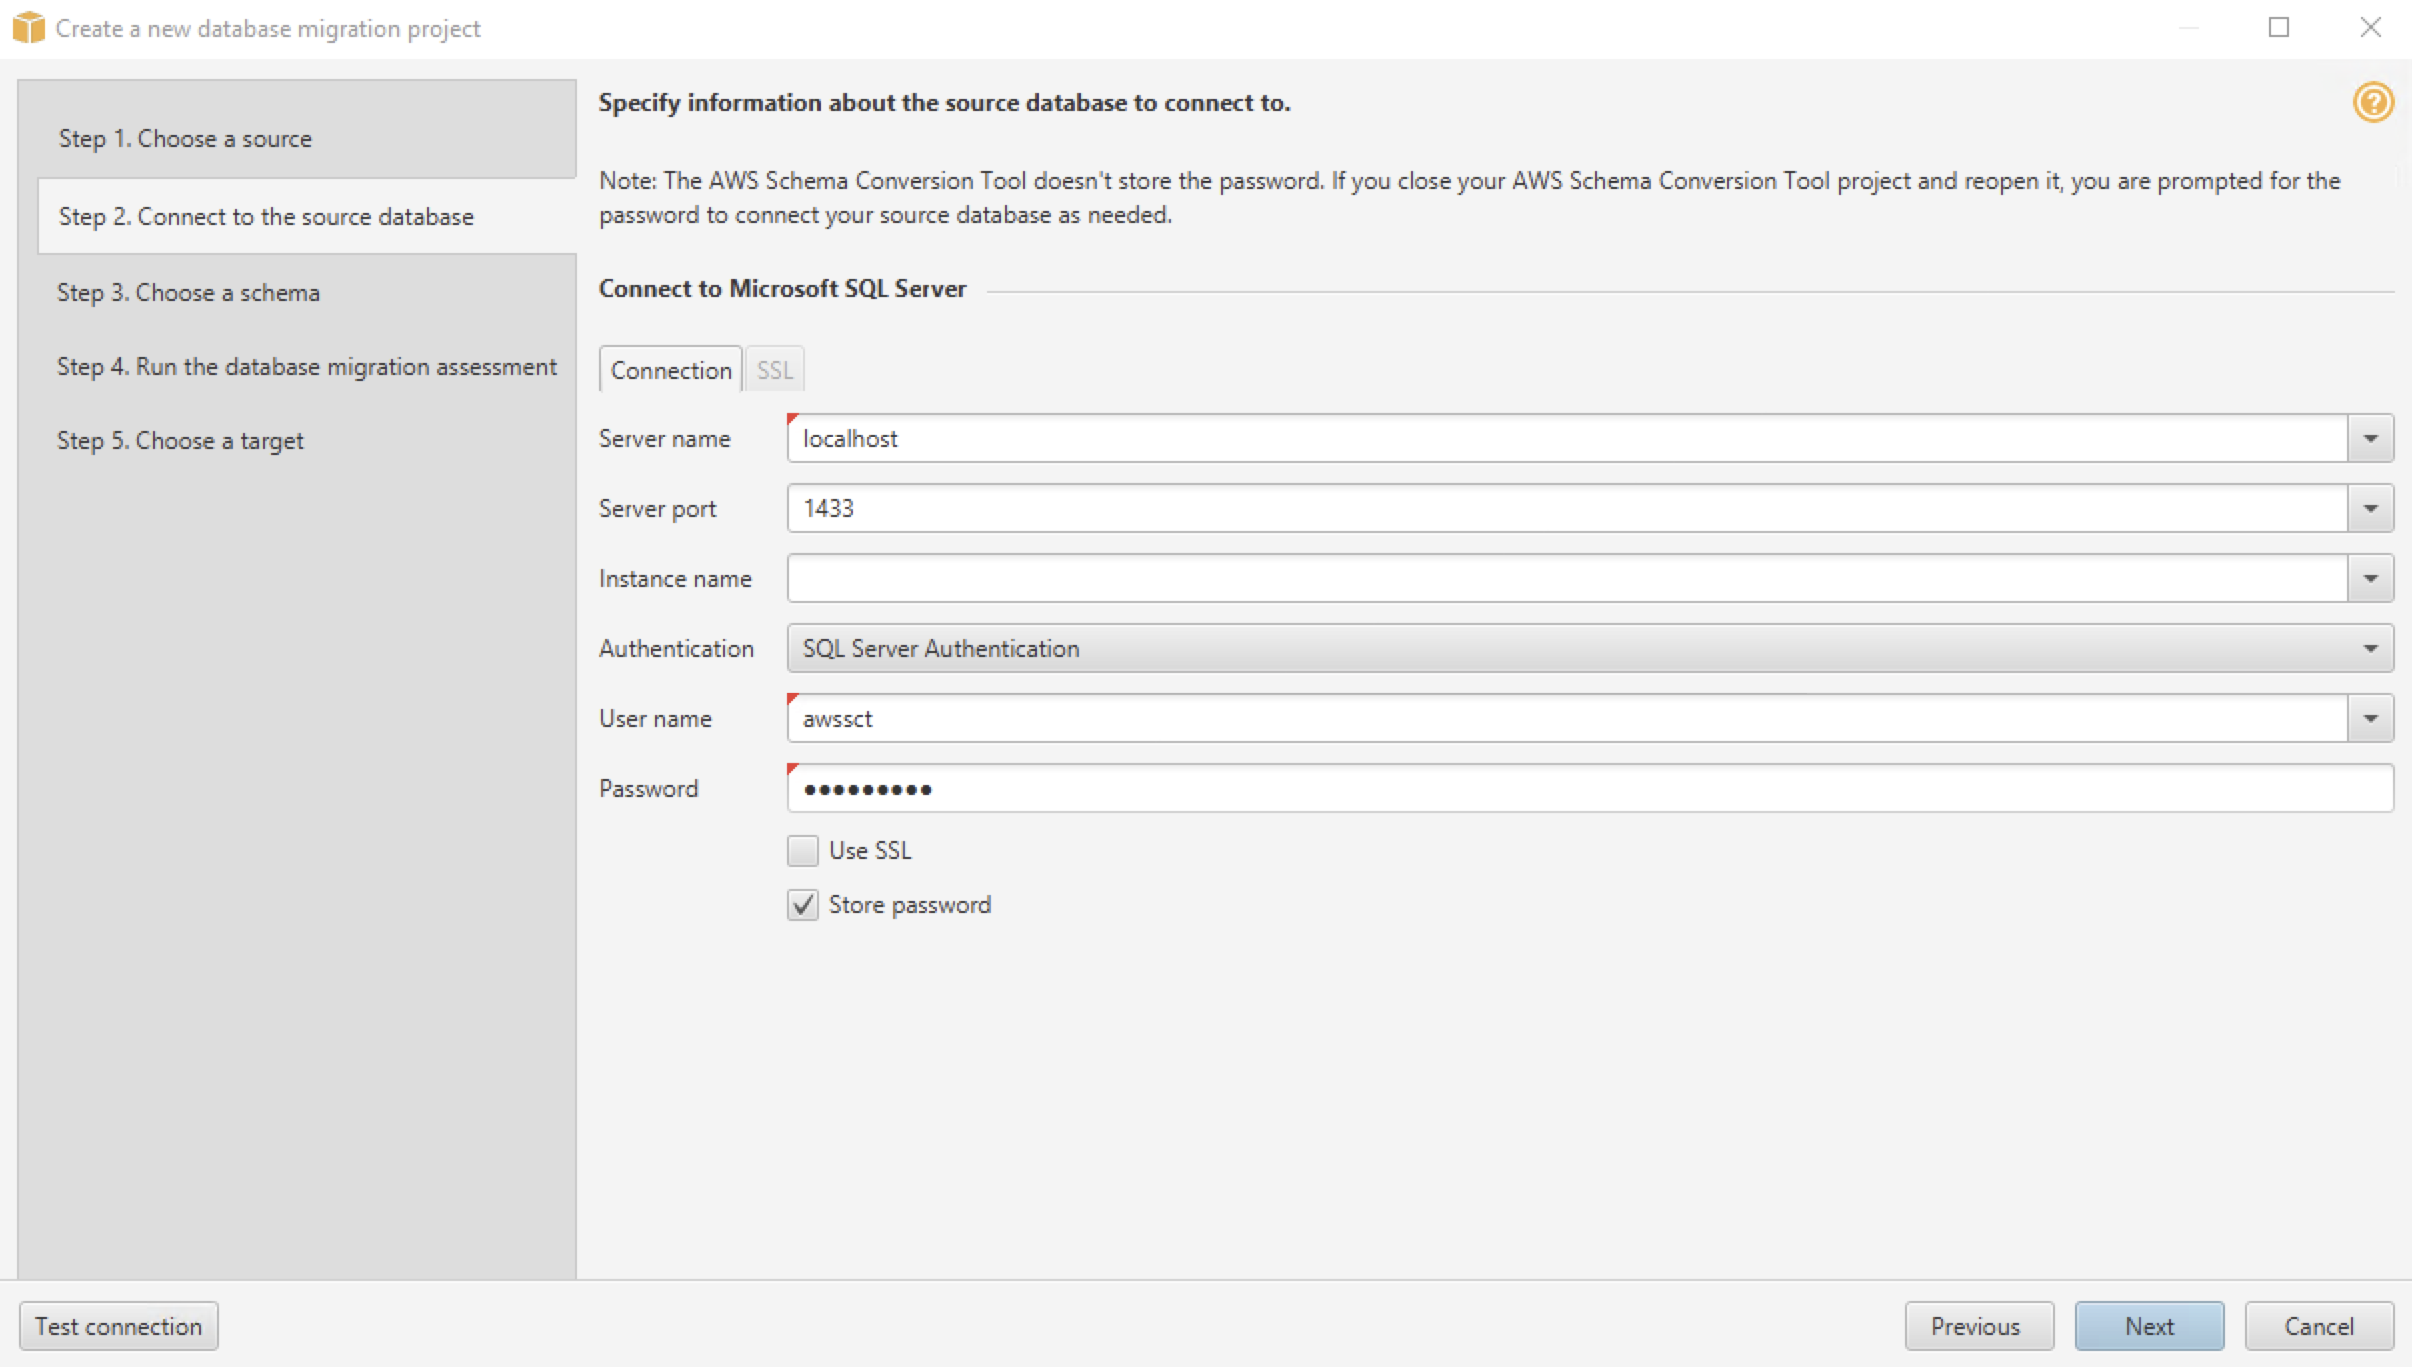 Create a new database migration project
Step 1. Choose a source
Step 2. Connect to the source database
Step 3. Choose a schema
Step 4. Run the database migration assessment
Step 5. Choose a target
Specify information about the source database to connect to.
?
Note: The AWS Schema Conversion Tool doesn't store the password. If you close your AWS Schema Conversion Tool project and reopen it, you are prompted for the
password to connect your source database as needed.
Connect to Microsoft SQL Server
Connection SSL
Server name localhost
Server port 1433
Instance name
Authentication SQL Server Authentication
User name awssct
Password •••••••••
Use SSL
Store password
Test connection Previous Next Cancel